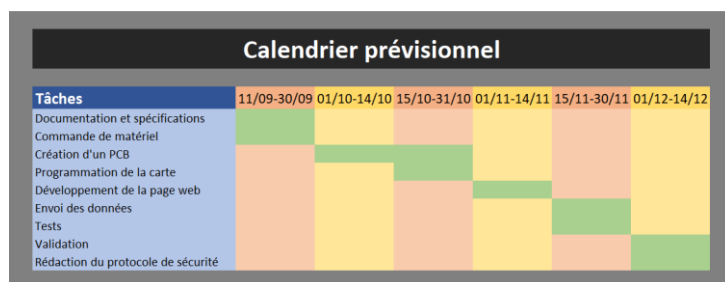 Calendrier prévisionnel
Tâches 11/09-30/09 01/10-14/10 15/10-31/10 01/11-14/11 15/11-30/11 01/12-14/12
Documentation et spécifications
Commande de matériel
Création d'un PCB
Programmation de la carte
Développement de la page web
Envoi des données
Tests
Validation
Rédaction du protocole de sécurité